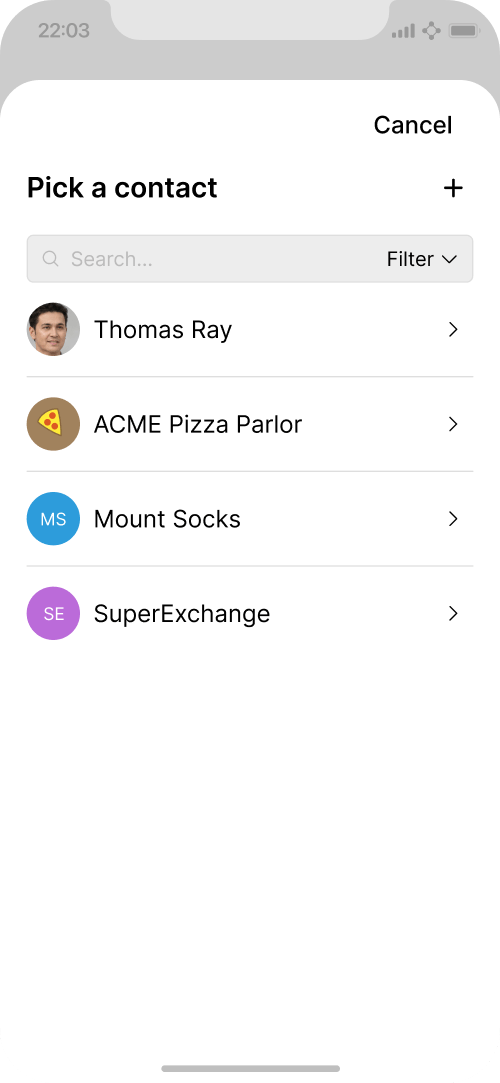 22:03
Cancel
Pick a contact
Search...
Filter
Thomas Ray
ACME Pizza Parlor
MS
Mount Socks
SE
SuperExchange